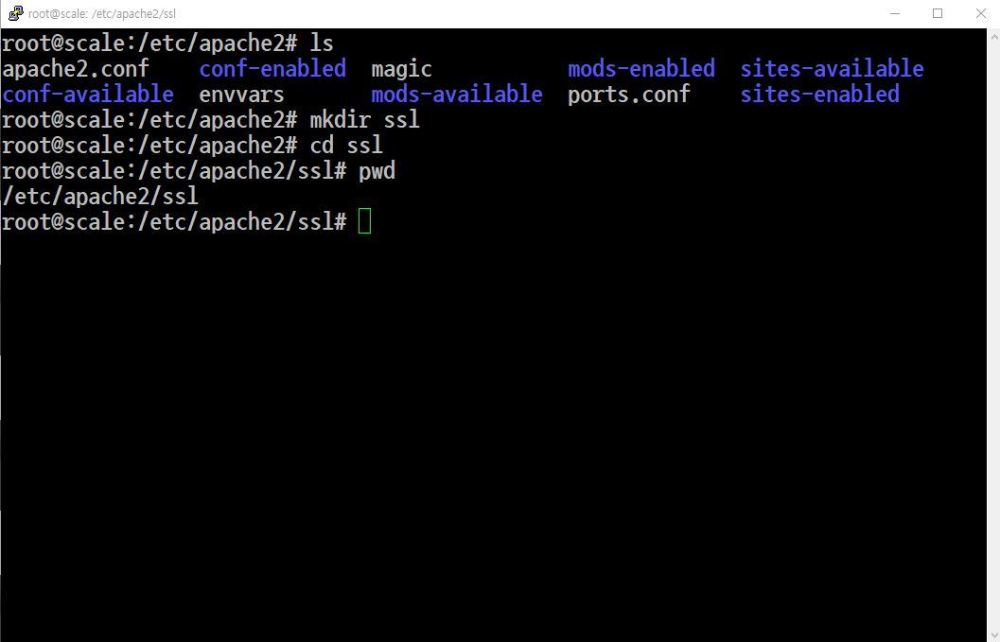 root@scale: /etc/apache2/ssl
root@scale:/etc/apache2# ls
apache2.conf    conf-enabled  magic           mods-enabled  sites-available
conf-available  envvars       mods-available  ports.conf    sites-enabled
root@scale:/etc/apache2# mkdir ssl
root@scale:/etc/apache2# cd ssl
root@scale:/etc/apache2/ssl# pwd
/etc/apache2/ssl
root@scale:/etc/apache2/ssl#